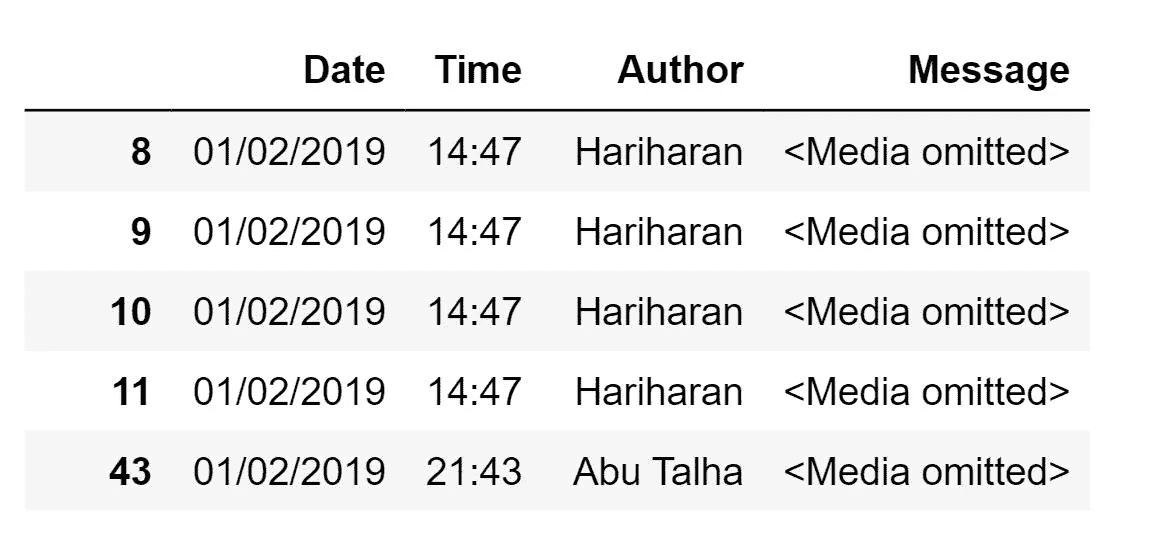 Date Time Author Message
8 01/02/2019 14:47 Hariharan <Media omitted>
9 01/02/2019 14:47 Hariharan <Media omitted>
10 01/02/2019 14:47 Hariharan <Media omitted>
11 01/02/2019 14:47 Hariharan <Media omitted>
43 01/02/2019 21:43 Abu Talha <Media omitted>